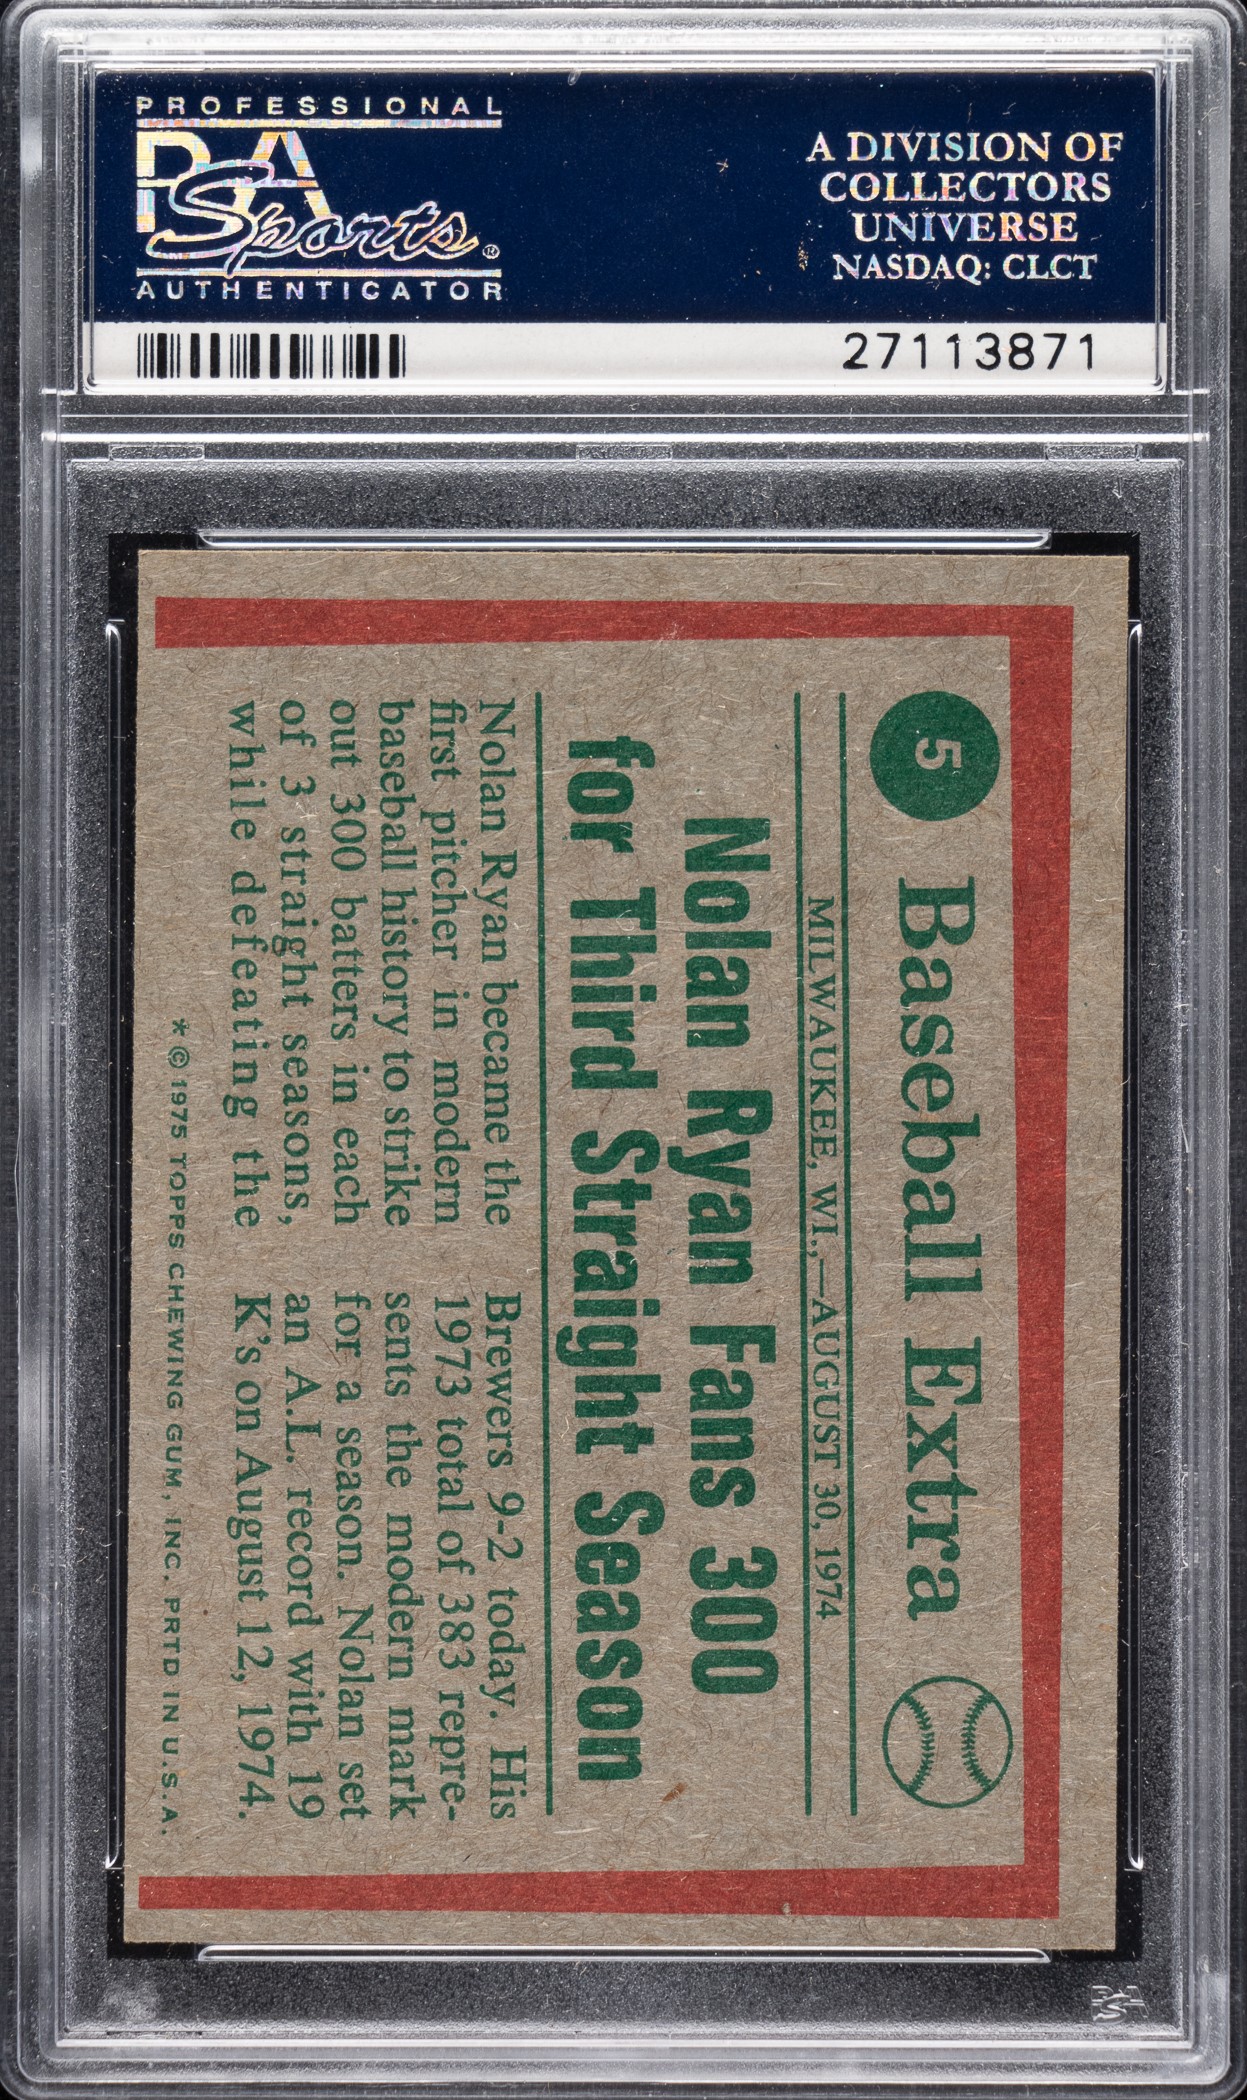 PROFESSIONAL
PSA
Sports®
AUTHENTICATOR
A DIVISION OF
COLLECTORS
UNIVERSE
NASDAQ: CLCT
27113871
5
Baseball Extra
MILWAUKEE, WI.,—AUGUST 30, 1974
Nolan Ryan Fans 300
for Third Straight Season
Nolan Ryan became the
first pitcher in modern
baseball history to strike
out 300 batters in each
of 3 straight seasons,
while defeating the
Brewers 9-2 today. His
1973 total of 383 repre-
sents the modern mark
for a season. Nolan set
an A.L. record with 19
K's on August 12, 1974.
* © 1975 TOPPS CHEWING GUM, INC. PRTD IN U.S.A.
PSA